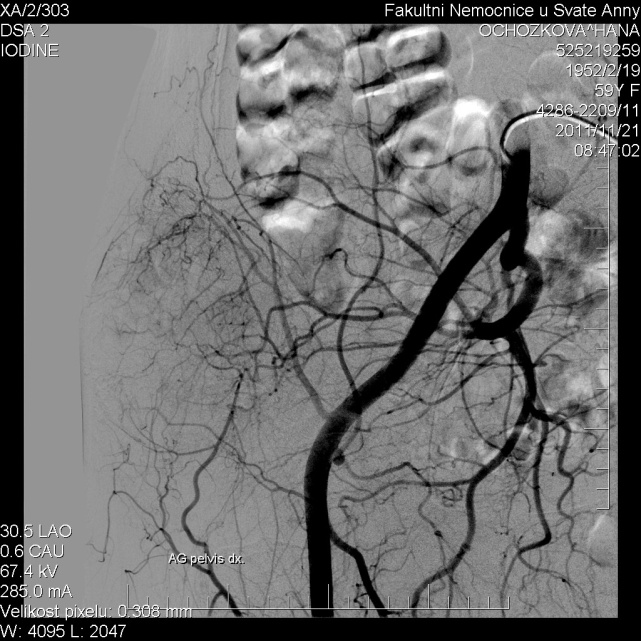 XA/2/303
DSA 2
IODINE
Fakultni Nemocnice u Svate Anny
OCHOZKOVA^HANA
525219259
1952/2/19
59Y F
4286-2209/11
2011/11/21
08:47:02
30.5 LAO
0.6 CAU
67.4 kV
285.0 mA
AG pelvis dx.
Velikost pixelu: 0.308 mm
W: 4095 L: 2047